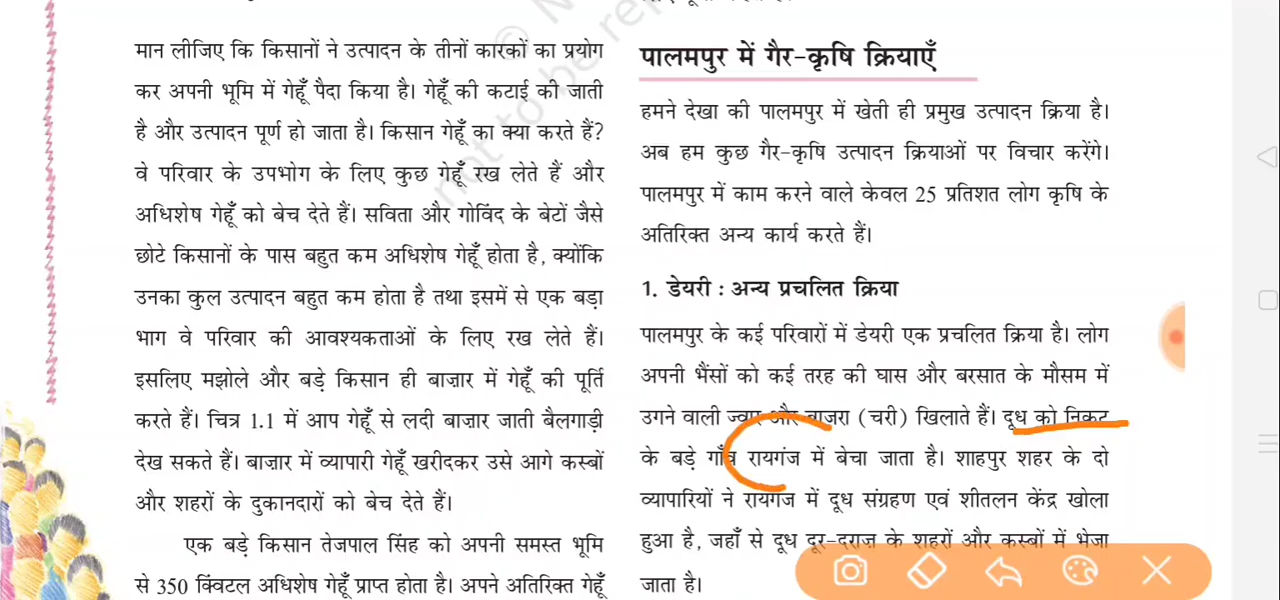 मान लीजिए कि किसानों ने उत्पादन के तीनों कारकों का प्रयोग
कर अपनी भूमि में गेहूँ पैदा किया है। गेहूँ की कटाई की जाती
है और उत्पादन पूर्ण हो जाता है। किसान गेहूँ का क्या करते हैं?
वे परिवार के उपभोग के लिए कुछ गेहूँ रख लेते हैं और
अधिशेष गेहूँ को बेच देते हैं। सविता और गोविंद के बेटों जैसे
छोटे किसानों के पास बहुत कम अधिशेष गेहूँ होता है, क्योंकि
उनका कुल उत्पादन बहुत कम होता है तथा इसमें से एक बड़ा
भाग वे परिवार की आवश्यकताओं के लिए रख लेते हैं।
इसलिए मझोले और बड़े किसान ही बाज़ार में गेहूँ की पूर्ति
करते हैं। चित्र 1.1 में आप गेहूँ से लदी बाजार जाती बैलगाड़ी
देख सकते हैं। बाजार में व्यापारी गेहूँ खरीदकर उसे आगे कस्बों
और शहरों के दुकानदारों को बेच देते हैं।
एक बड़े किसान तेजपाल सिंह को अपनी समस्त भूमि
से 350 क्विंटल अधिशेष गेहूँ प्राप्त होता है। अपने अतिरिक्त गेहूँ
पालमपुर में गैर-कृषि क्रियाएँ
हमने देखा की पालमपुर में खेती ही प्रमुख उत्पादन क्रिया है।
अब हम कुछ गैर-कृषि उत्पादन क्रियाओं पर विचार करेंगे।
पालमपुर में काम करने वाले केवल 25 प्रतिशत लोग कृषि के
अतिरिक्त अन्य कार्य करते हैं।
1. डेयरी : अन्य प्रचलित क्रिया
पालमपुर के कई परिवारों में डेयरी एक प्रचलित क्रिया है। लोग
अपनी भैंसों को कई तरह की घास और बरसात के मौसम में
उगने वाली ज्वार और बाजरा (चरी) खिलाते हैं। दूध को निकट
के बड़े गाँव रायगंज में बेचा जाता है। शाहपुर शहर के दो
व्यापारियों ने रायगंज में दूध संग्रहण एवं शीतलन केंद्र खोला
हुआ है, जहाँ से दूध दूर-दराज़ के शहरों और कस्बों में भेजा
जाता है।
© N
not to be re